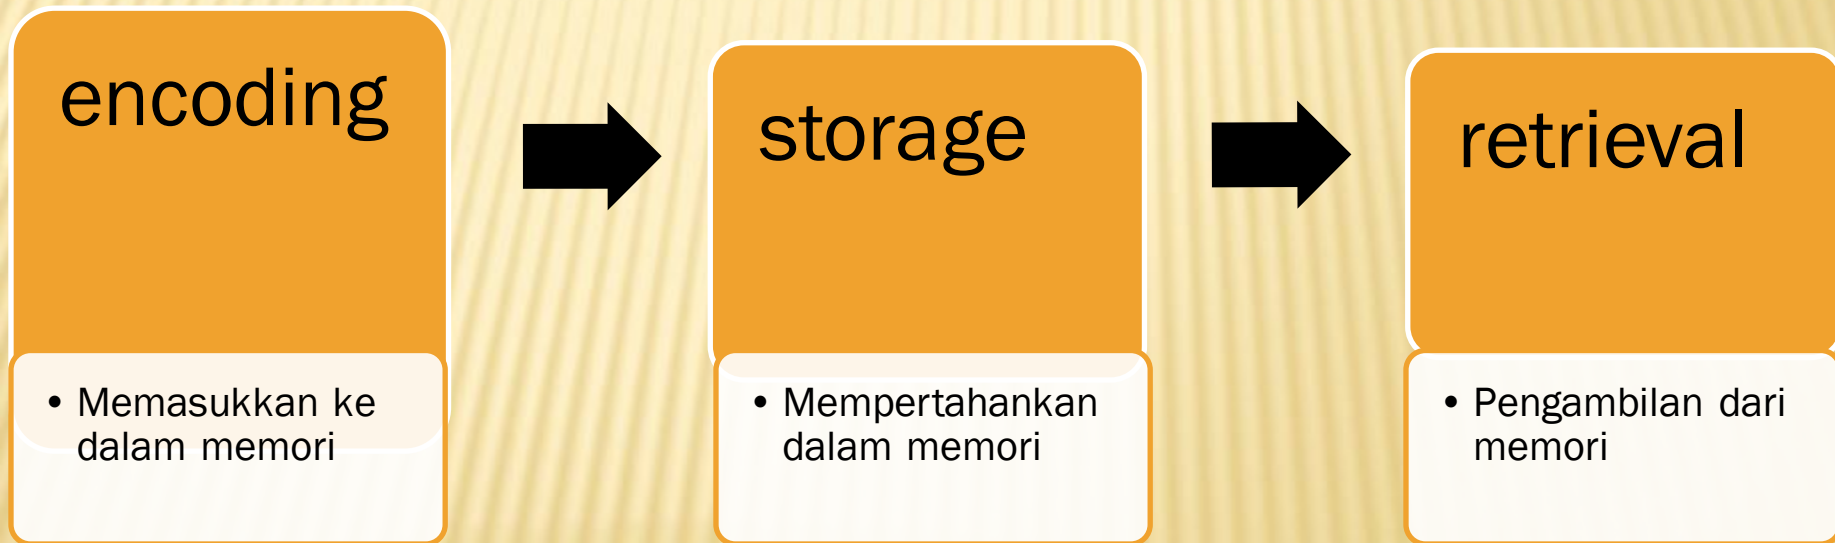 encoding
• Memasukkan ke
dalam memori
storage
• Mempertahankan
dalam memori
retrieval
• Pengambilan dari
memori